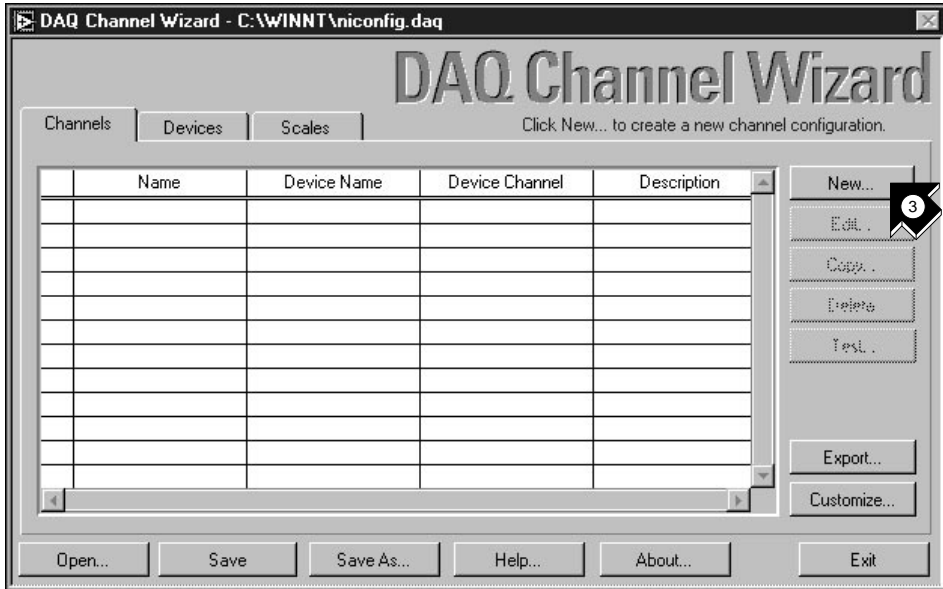 DAQ Channel Wizard - C:\WINNT\niconfig.daq
DAQ Channel Wizard
Channels
Devices
Scales
Click New... to create a new channel configuration.
Name
Device Name
Device Channel
Description
New...
3
Edit...
Copy...
Delete
Test...
Export...
Customize...
Open...
Save
Save As...
Help...
About...
Exit